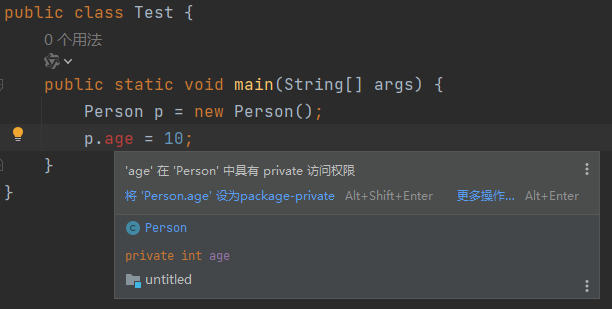 public class Test {
0 个用法
public static void main(String[] args) {
Person p = new Person();
p.age = 10;
}
}
'age' 在 'Person' 中具有 private 访问权限
将 'Person.age' 设为package-private Alt+Shift+Enter 更多操作... Alt+Enter
C Person
private int age
untitled